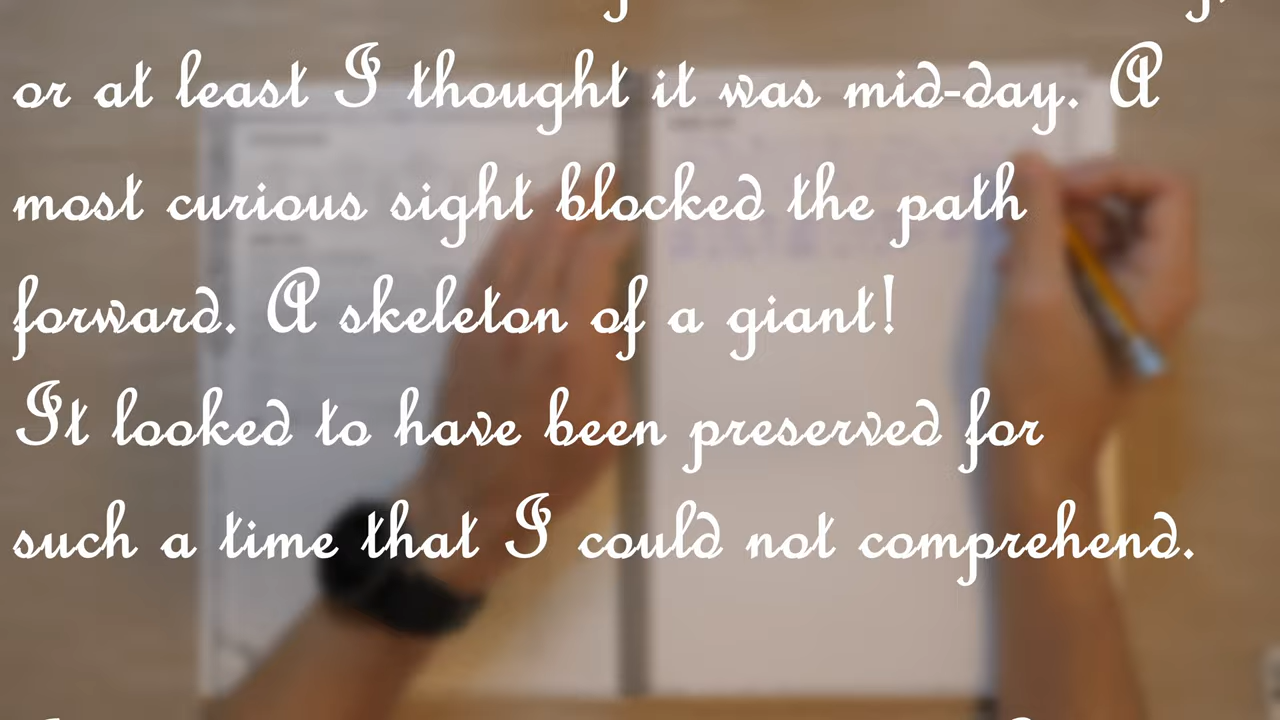 or at least I thought it was mid-day. A
most curious sight blocked the path
forward. A skeleton of a giant!
It looked to have been preserved for
such a time that I could not comprehend.